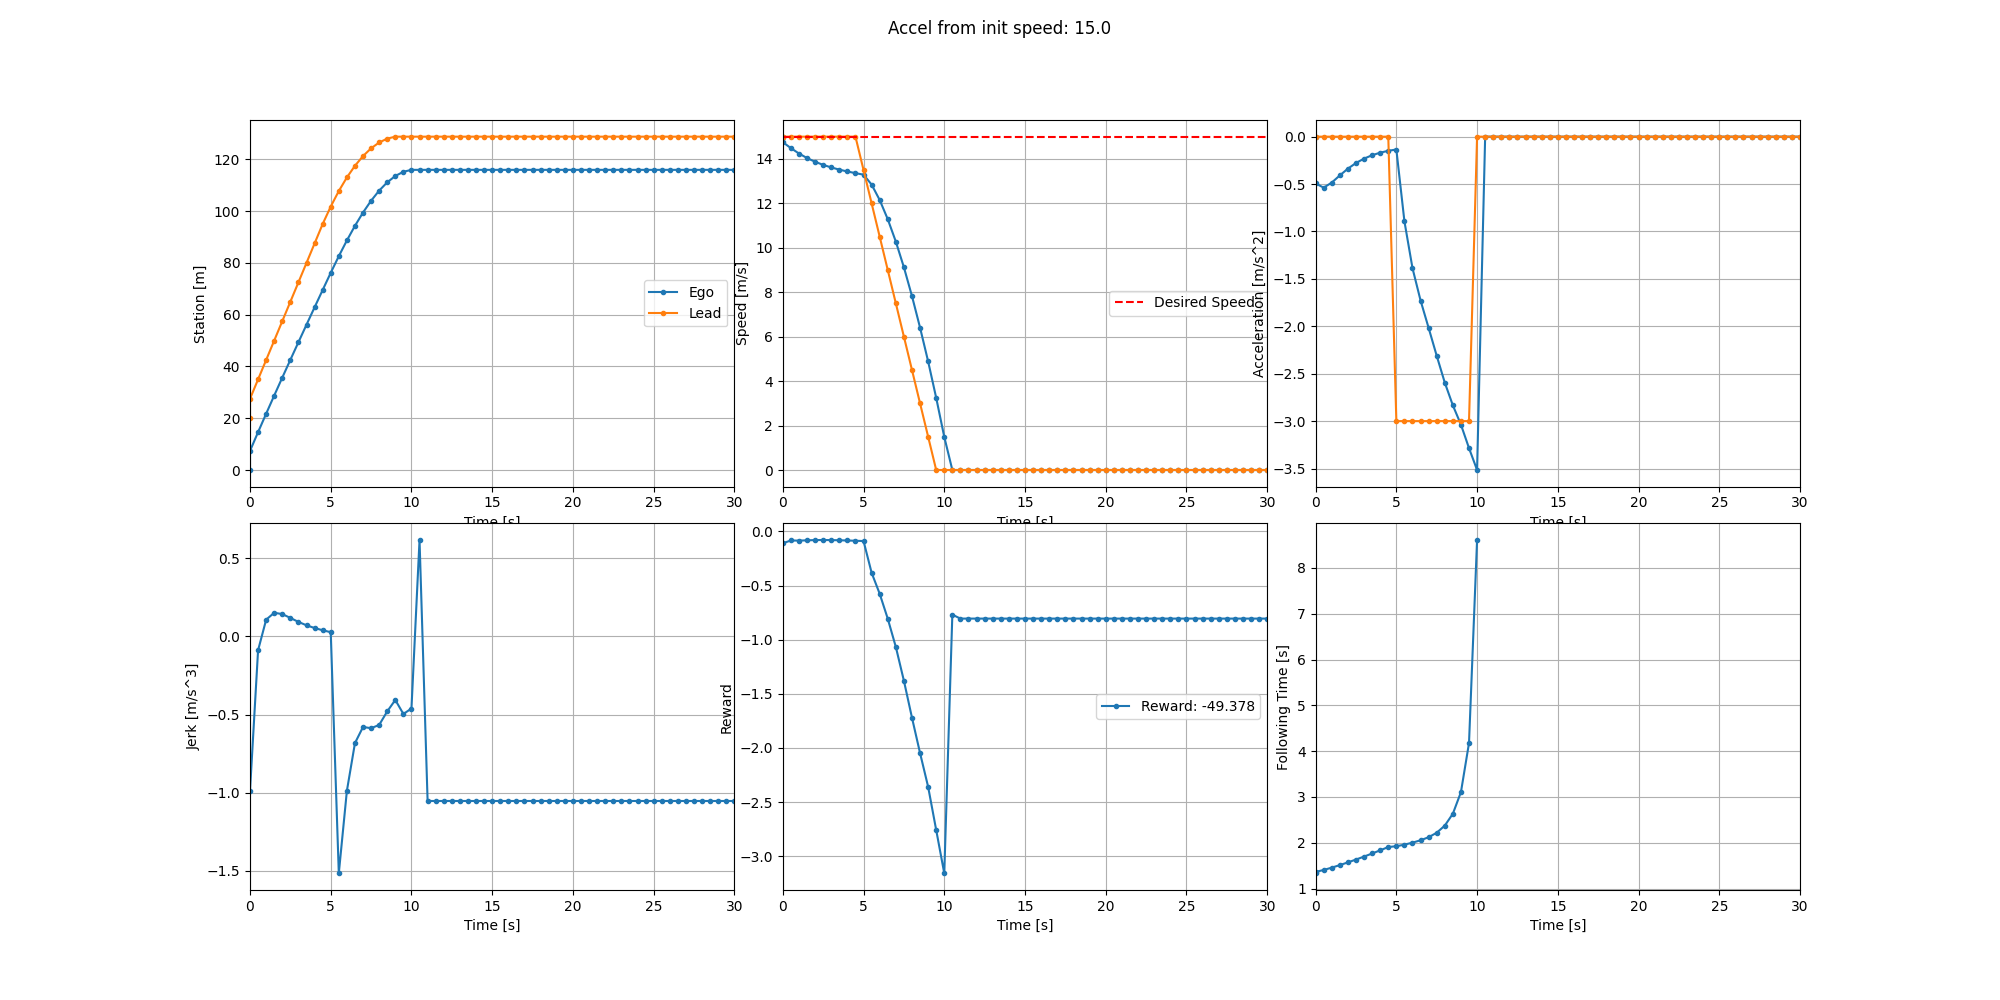 Accel from init speed: 15.0
Station [m]
120
100
80
60
40
20
0
Ego
Lead
0 5 10 15 20 25 30
Time [s]
Speed [m/s]
14
12
10
8
6
4
2
0
Desired Speed
0 5 10 15 20 25 30
Time [s]
Acceleration [m/s^2]
0.0
−0.5
−1.0
−1.5
−2.0
−2.5
−3.0
−3.5
0 5 10 15 20 25 30
Time [s]
Jerk [m/s^3]
0.5
0.0
−0.5
−1.0
−1.5
0 5 10 15 20 25 30
Time [s]
Reward
0.0
−0.5
−1.0
−1.5
−2.0
−2.5
−3.0
Reward: -49.378
0 5 10 15 20 25 30
Time [s]
Following Time [s]
8
7
6
5
4
3
2
1
0 5 10 15 20 25 30
Time [s]